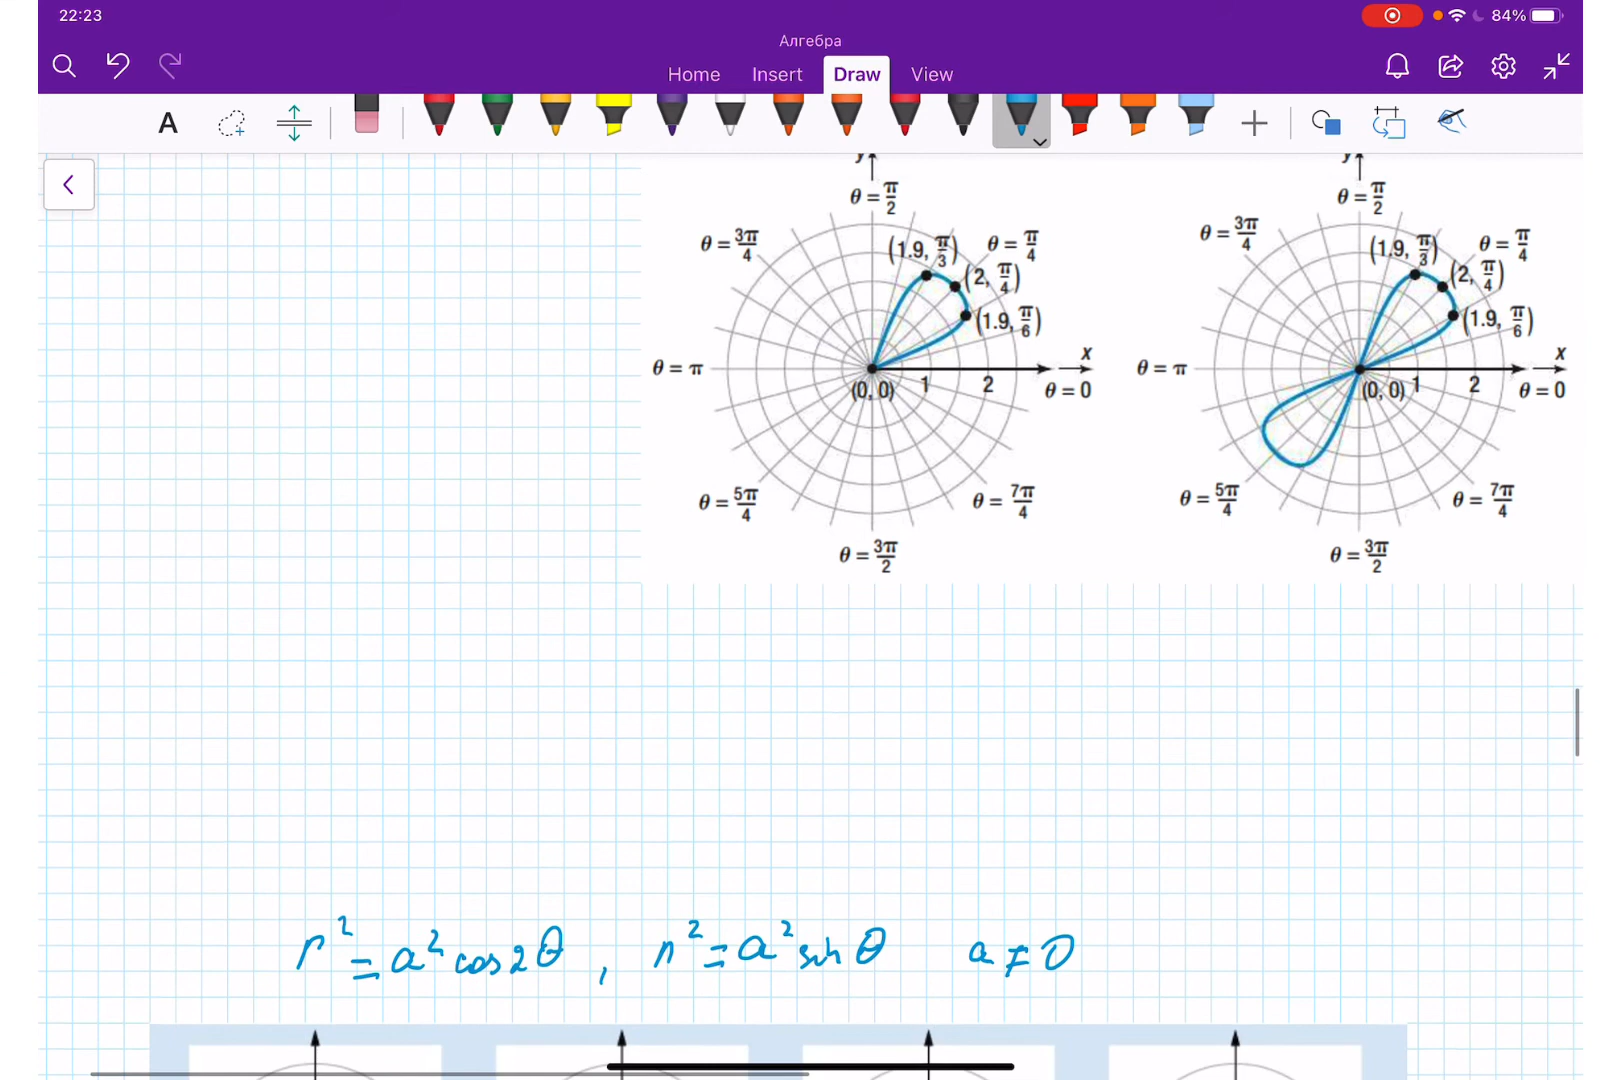 22:23
84%
Алгебра
Home Insert Draw View
A
y
θ = π/2
θ = 3π/4
(1.9, π/3)
θ = π/4
(2, π/4)
(1.9, π/6)
θ = π
x
(0, 0)
1
2
θ = 0
θ = 5π/4
θ = 7π/4
θ = 3π/2
y
θ = π/2
θ = 3π/4
(1.9, π/3)
θ = π/4
(2, π/4)
(1.9, π/6)
θ = π
x
(0, 0)
1
2
θ = 0
θ = 5π/4
θ = 7π/4
θ = 3π/2
r² = a² cos 2θ , r² = a² sin θ a ≠ 0